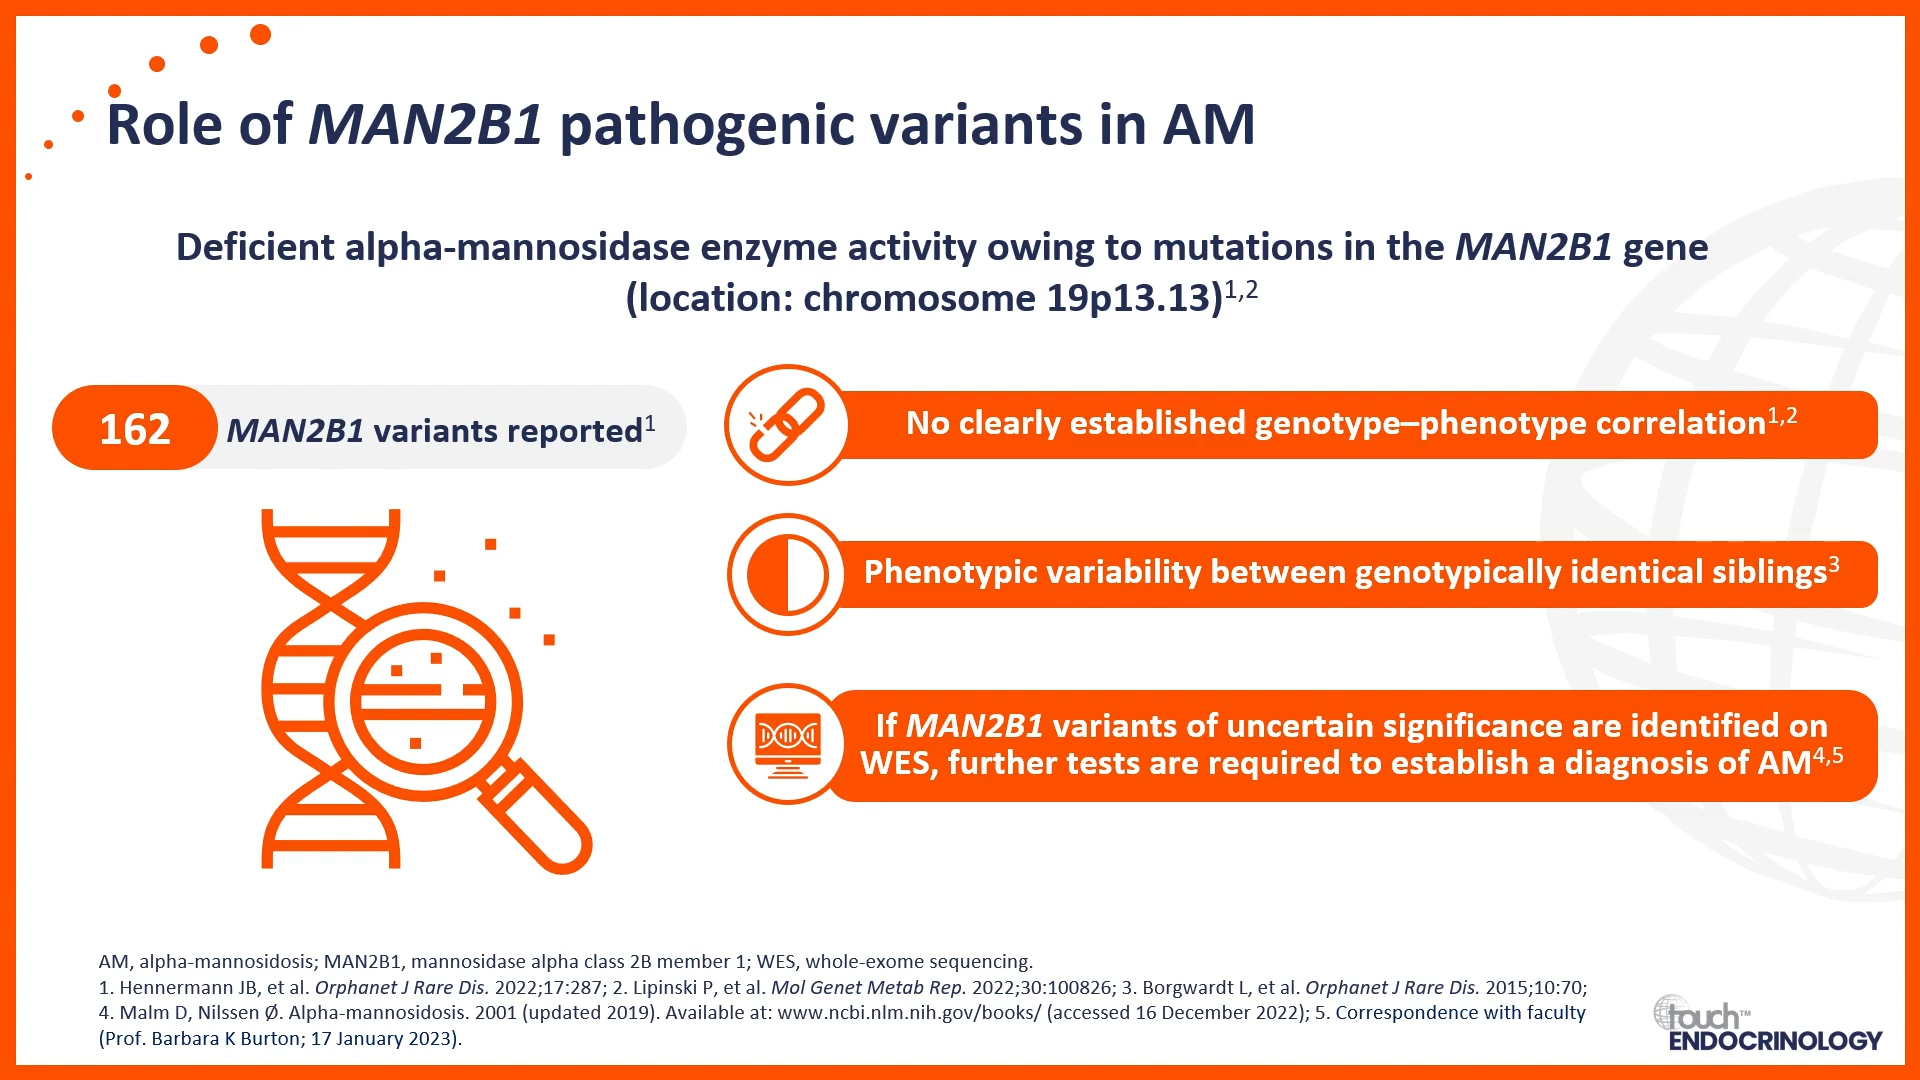 Role of MAN2B1 pathogenic variants in AM
Deficient alpha-mannosidase enzyme activity owing to mutations in the MAN2B1 gene
(location: chromosome 19p13.13)1,2
162 MAN2B1 variants reported1
No clearly established genotype–phenotype correlation1,2
Phenotypic variability between genotypically identical siblings3
If MAN2B1 variants of uncertain significance are identified on
WES, further tests are required to establish a diagnosis of AM4,5
AM, alpha-mannosidosis; MAN2B1, mannosidase alpha class 2B member 1; WES, whole-exome sequencing.
1. Hennermann JB, et al. Orphanet J Rare Dis. 2022;17:287; 2. Lipinski P, et al. Mol Genet Metab Rep. 2022;30:100826; 3. Borgwardt L, et al. Orphanet J Rare Dis. 2015;10:70;
4. Malm D, Nilssen Ø. Alpha-mannosidosis. 2001 (updated 2019). Available at: www.ncbi.nlm.nih.gov/books/ (accessed 16 December 2022); 5. Correspondence with faculty
(Prof. Barbara K Burton; 17 January 2023).
touch™
ENDOCRINOLOGY